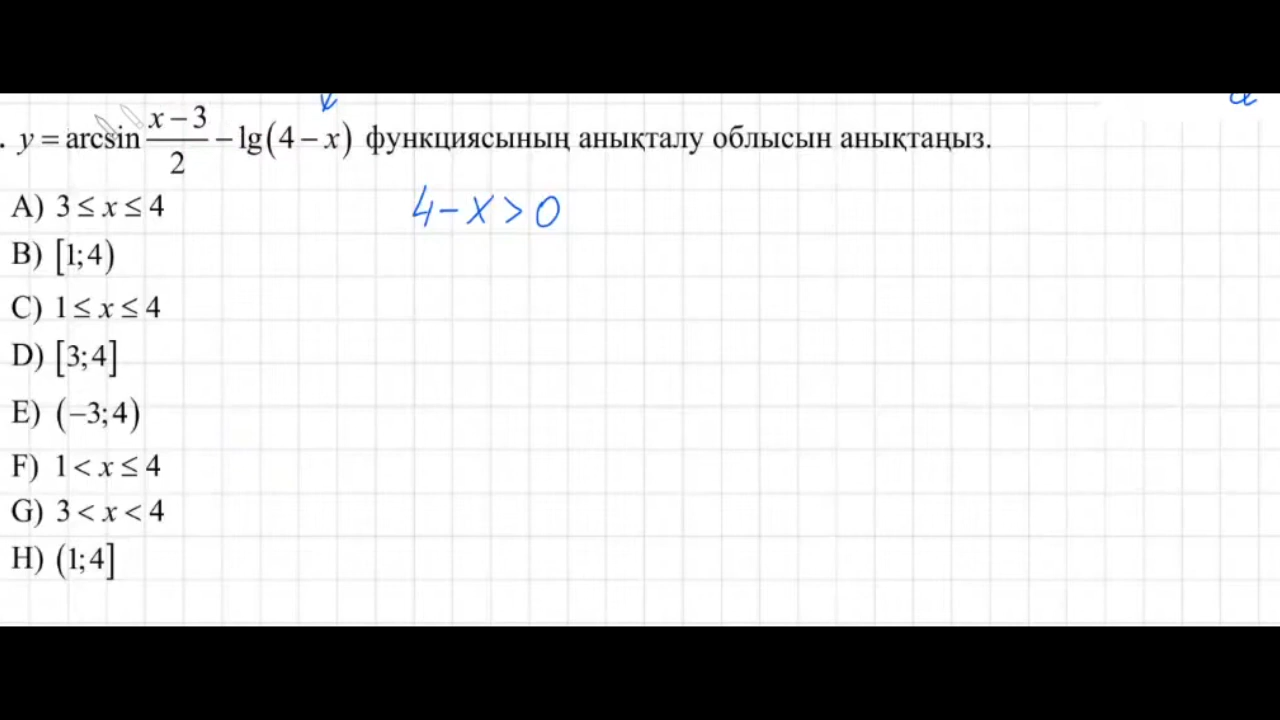 . y = arcsin (x − 3)/2 − lg(4 − x) функциясының анықталу облысын анықтаңыз.
4 − x > 0
A) 3 ≤ x ≤ 4
B) [1;4)
C) 1 ≤ x ≤ 4
D) [3;4]
E) (−3;4)
F) 1 < x ≤ 4
G) 3 < x < 4
H) (1;4]